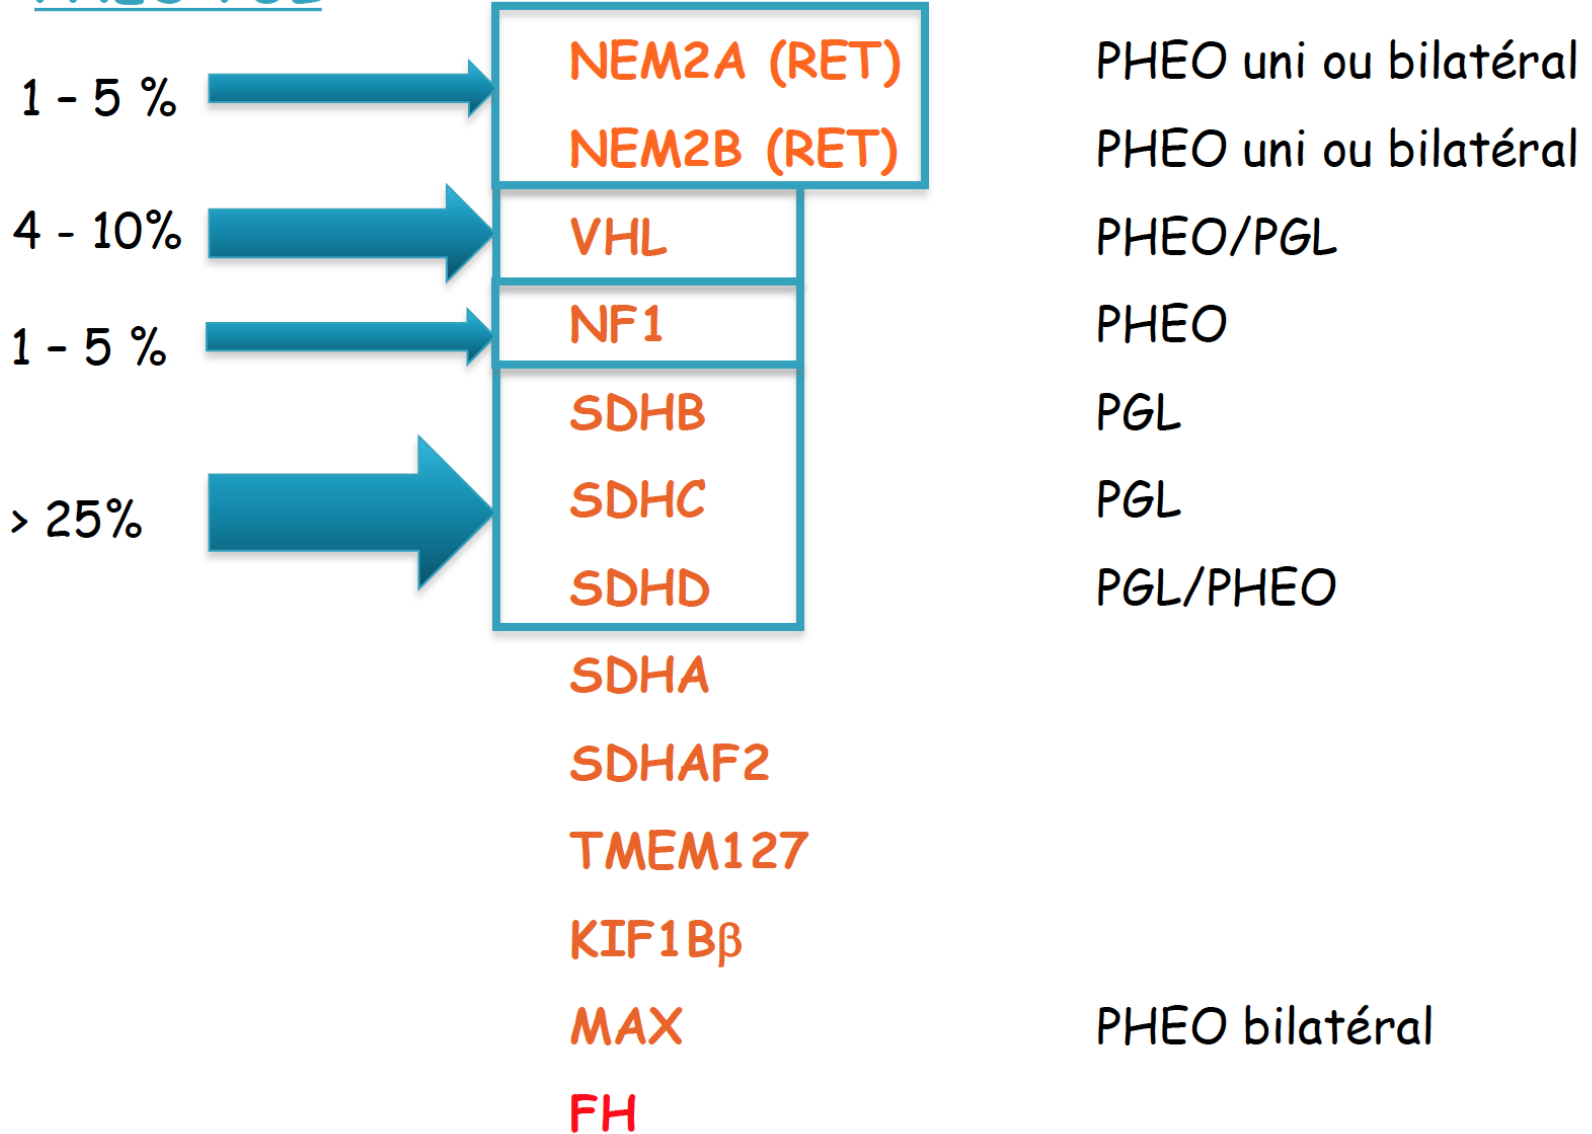 NEM2A (RET) PHEO uni ou bilatéral
1 – 5 %
NEM2B (RET) PHEO uni ou bilatéral
4 - 10% VHL PHEO/PGL
NF1 PHEO
1 – 5 %
SDHB PGL
SDHC PGL
> 25%
SDHD PGL/PHEO
SDHA
SDHAF2
TMEM127
KIF1Bβ
MAX PHEO bilatéral
FH